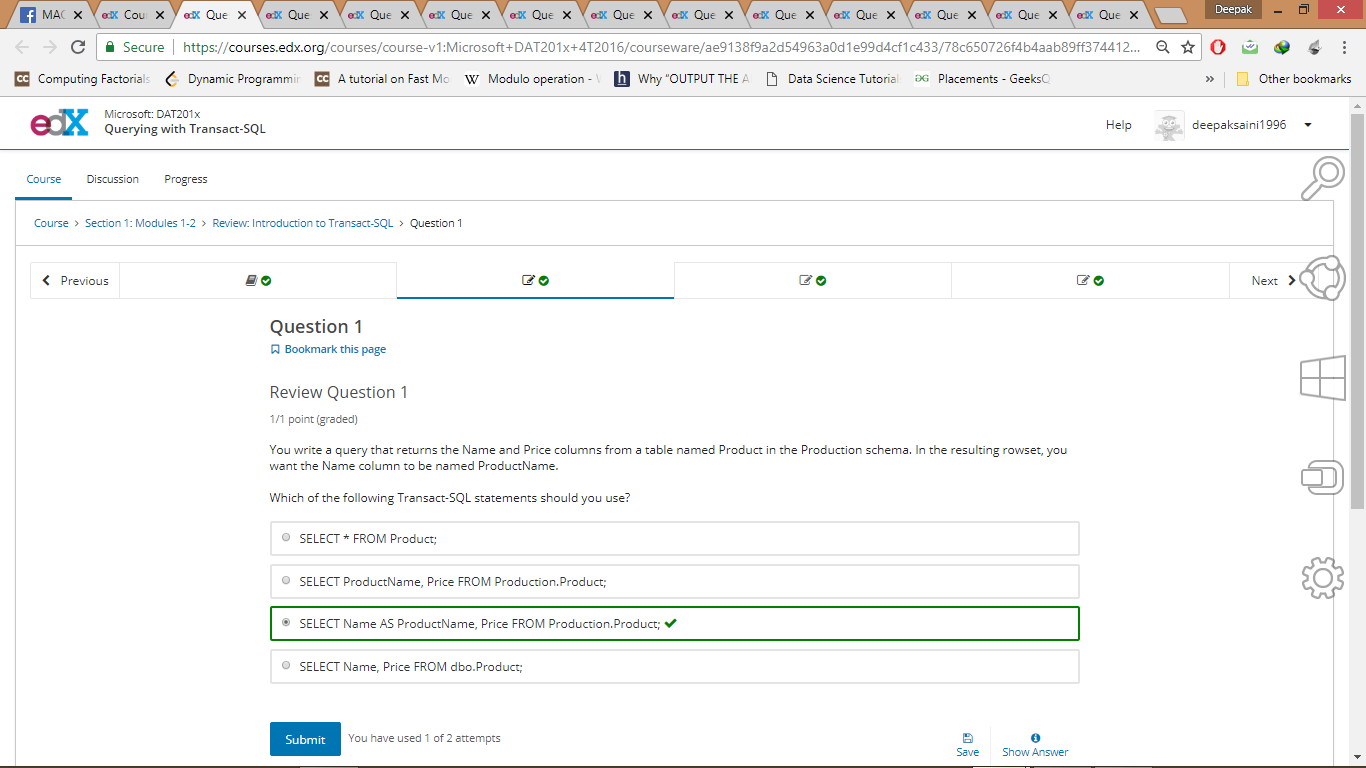 MAC
Cou
Que
Que
Que
Que
Que
Que
Que
Que
Que
Que
Que
Que
Deepak
Secure
https://courses.edx.org/courses/course-v1:Microsoft+DAT201x+4T2016/courseware/ae9138f9a2d54963a0d1e99d4cf1c433/78c650726f4b4aab89ff374412...
CC Computing Factorials
Dynamic Programmin
CC A tutorial on Fast Mo
W Modulo operation -
h Why "OUTPUT THE A
Data Science Tutorial
DG Placements - GeeksG
»
Other bookmarks
edX
Microsoft: DAT201x
Querying with Transact-SQL
Help
deepaksaini1996
Course
Discussion
Progress
Course > Section 1: Modules 1-2 > Review: Introduction to Transact-SQL > Question 1
Previous
Next
Question 1
Bookmark this page
Review Question 1
1/1 point (graded)
You write a query that returns the Name and Price columns from a table named Product in the Production schema. In the resulting rowset, you
want the Name column to be named ProductName.
Which of the following Transact-SQL statements should you use?
SELECT * FROM Product;
SELECT ProductName, Price FROM Production.Product;
SELECT Name AS ProductName, Price FROM Production.Product;
SELECT Name, Price FROM dbo.Product;
Submit
You have used 1 of 2 attempts
Save
Show Answer